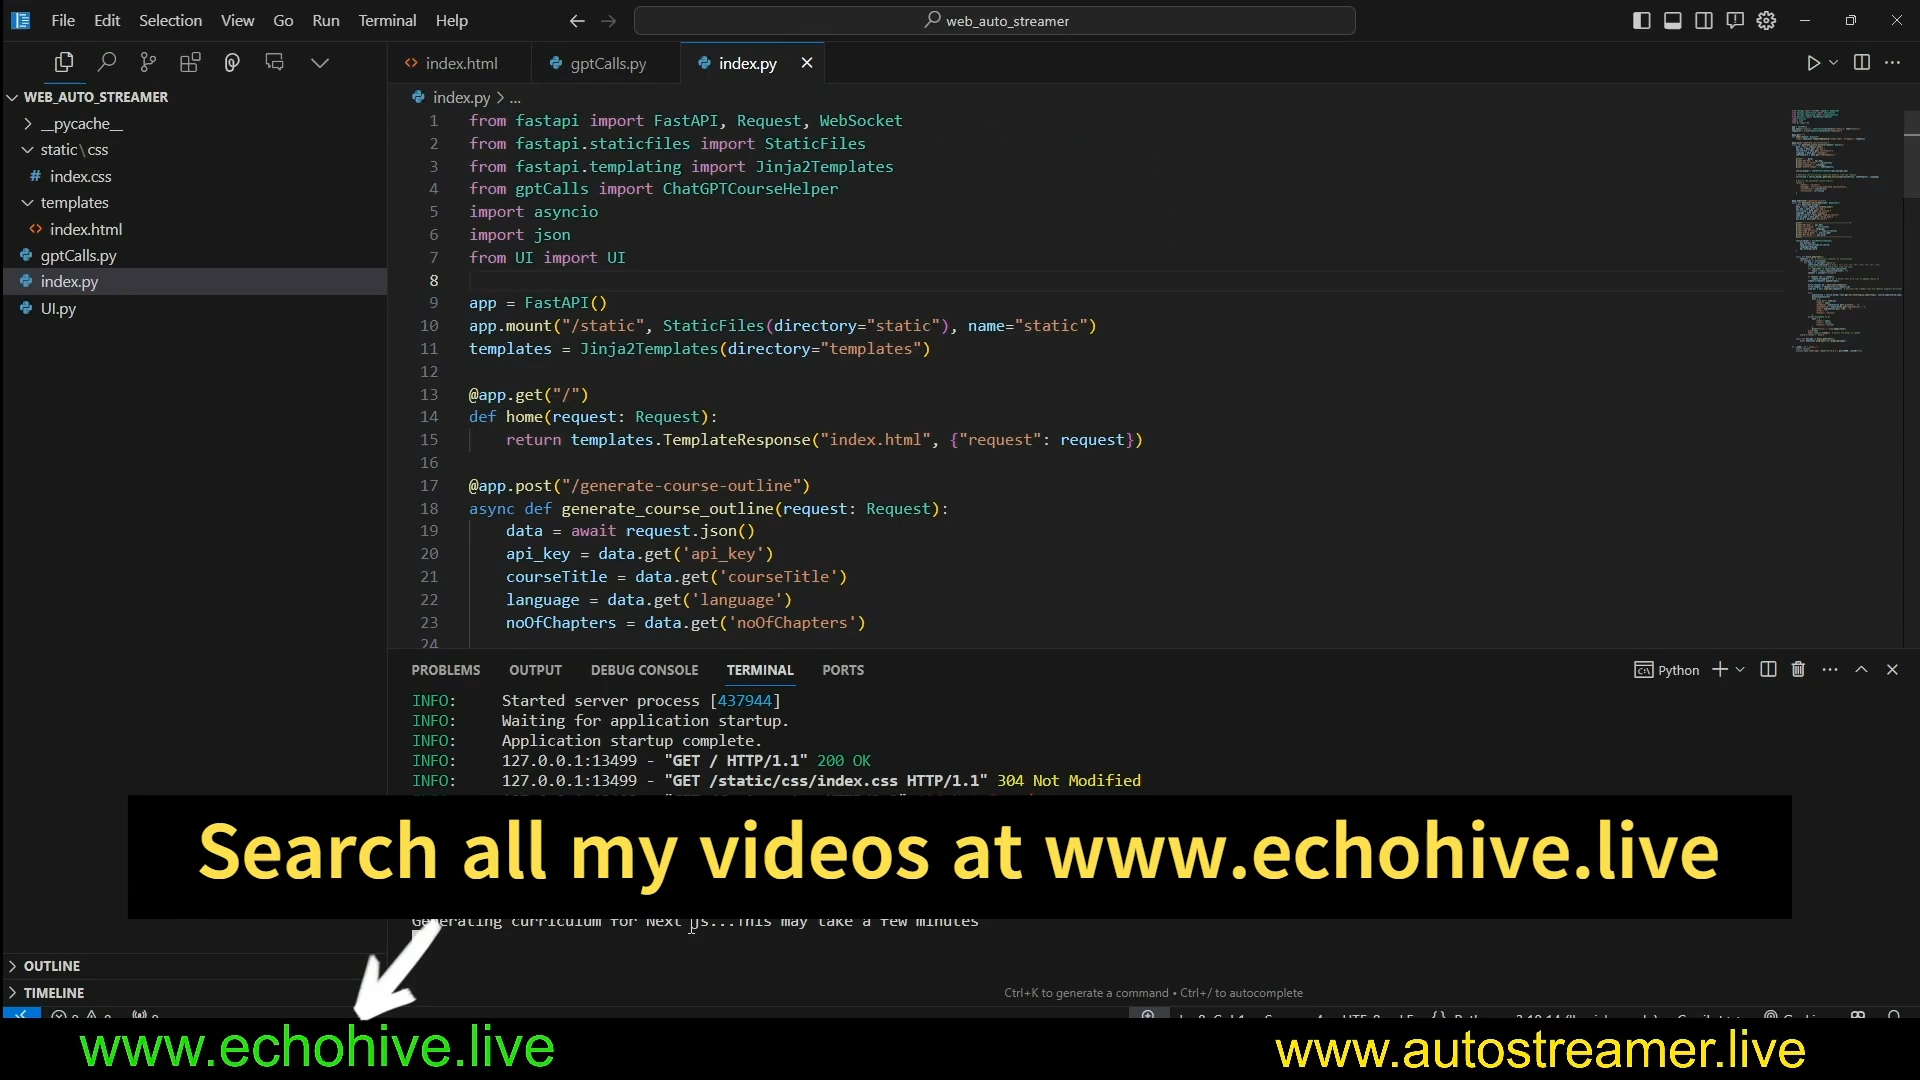 File Edit Selection View Go Run Terminal Help
web_auto_streamer
index.html
gptCalls.py
index.py
WEB_AUTO_STREAMER
__pycache__
static\css
# index.css
templates
index.html
gptCalls.py
index.py
UI.py
index.py > ...
1 from fastapi import FastAPI, Request, WebSocket
2 from fastapi.staticfiles import StaticFiles
3 from fastapi.templating import Jinja2Templates
4 from gptCalls import ChatGPTCourseHelper
5 import asyncio
6 import json
7 from UI import UI
8
9 app = FastAPI()
10 app.mount("/static", StaticFiles(directory="static"), name="static")
11 templates = Jinja2Templates(directory="templates")
12
13 @app.get("/")
14 def home(request: Request):
15 return templates.TemplateResponse("index.html", {"request": request})
16
17 @app.post("/generate-course-outline")
18 async def generate_course_outline(request: Request):
19 data = await request.json()
20 api_key = data.get('api_key')
21 courseTitle = data.get('courseTitle')
22 language = data.get('language')
23 noOfChapters = data.get('noOfChapters')
24
PROBLEMS OUTPUT DEBUG CONSOLE TERMINAL PORTS
Python
INFO: Started server process [437944]
INFO: Waiting for application startup.
INFO: Application startup complete.
INFO: 127.0.0.1:13499 - "GET / HTTP/1.1" 200 OK
INFO: 127.0.0.1:13499 - "GET /static/css/index.css HTTP/1.1" 304 Not Modified
Search all my videos at www.echohive.live
Generating curriculum for Next js...This may take a few minutes
OUTLINE
TIMELINE
Ctrl+K to generate a command • Ctrl+/ to autocomplete
www.echohive.live
www.autostreamer.live